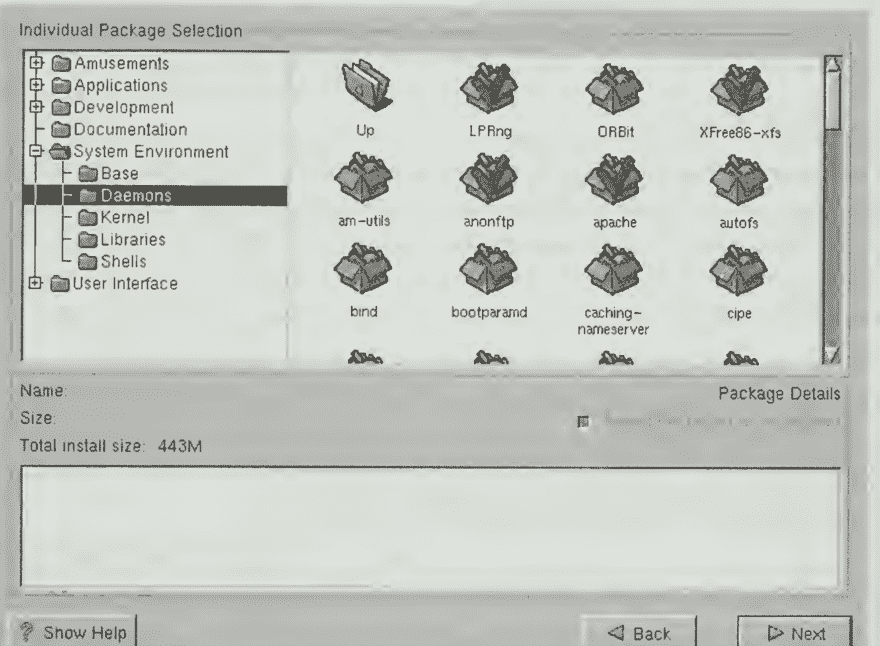 Individual Package Selection
Amusements
Applications
Development
Documentation
System Environment
Base
Daemons
Kernel
Libraries
Shells
User Interface
Up
LPRng
ORBit
XFree86-xfs
am-utils
anonftp
apache
autofs
bind
bootparamd
caching-
nameserver
cipe
Name:
Package Details
Size:
Total install size: 443M
Show Help
Back
Next